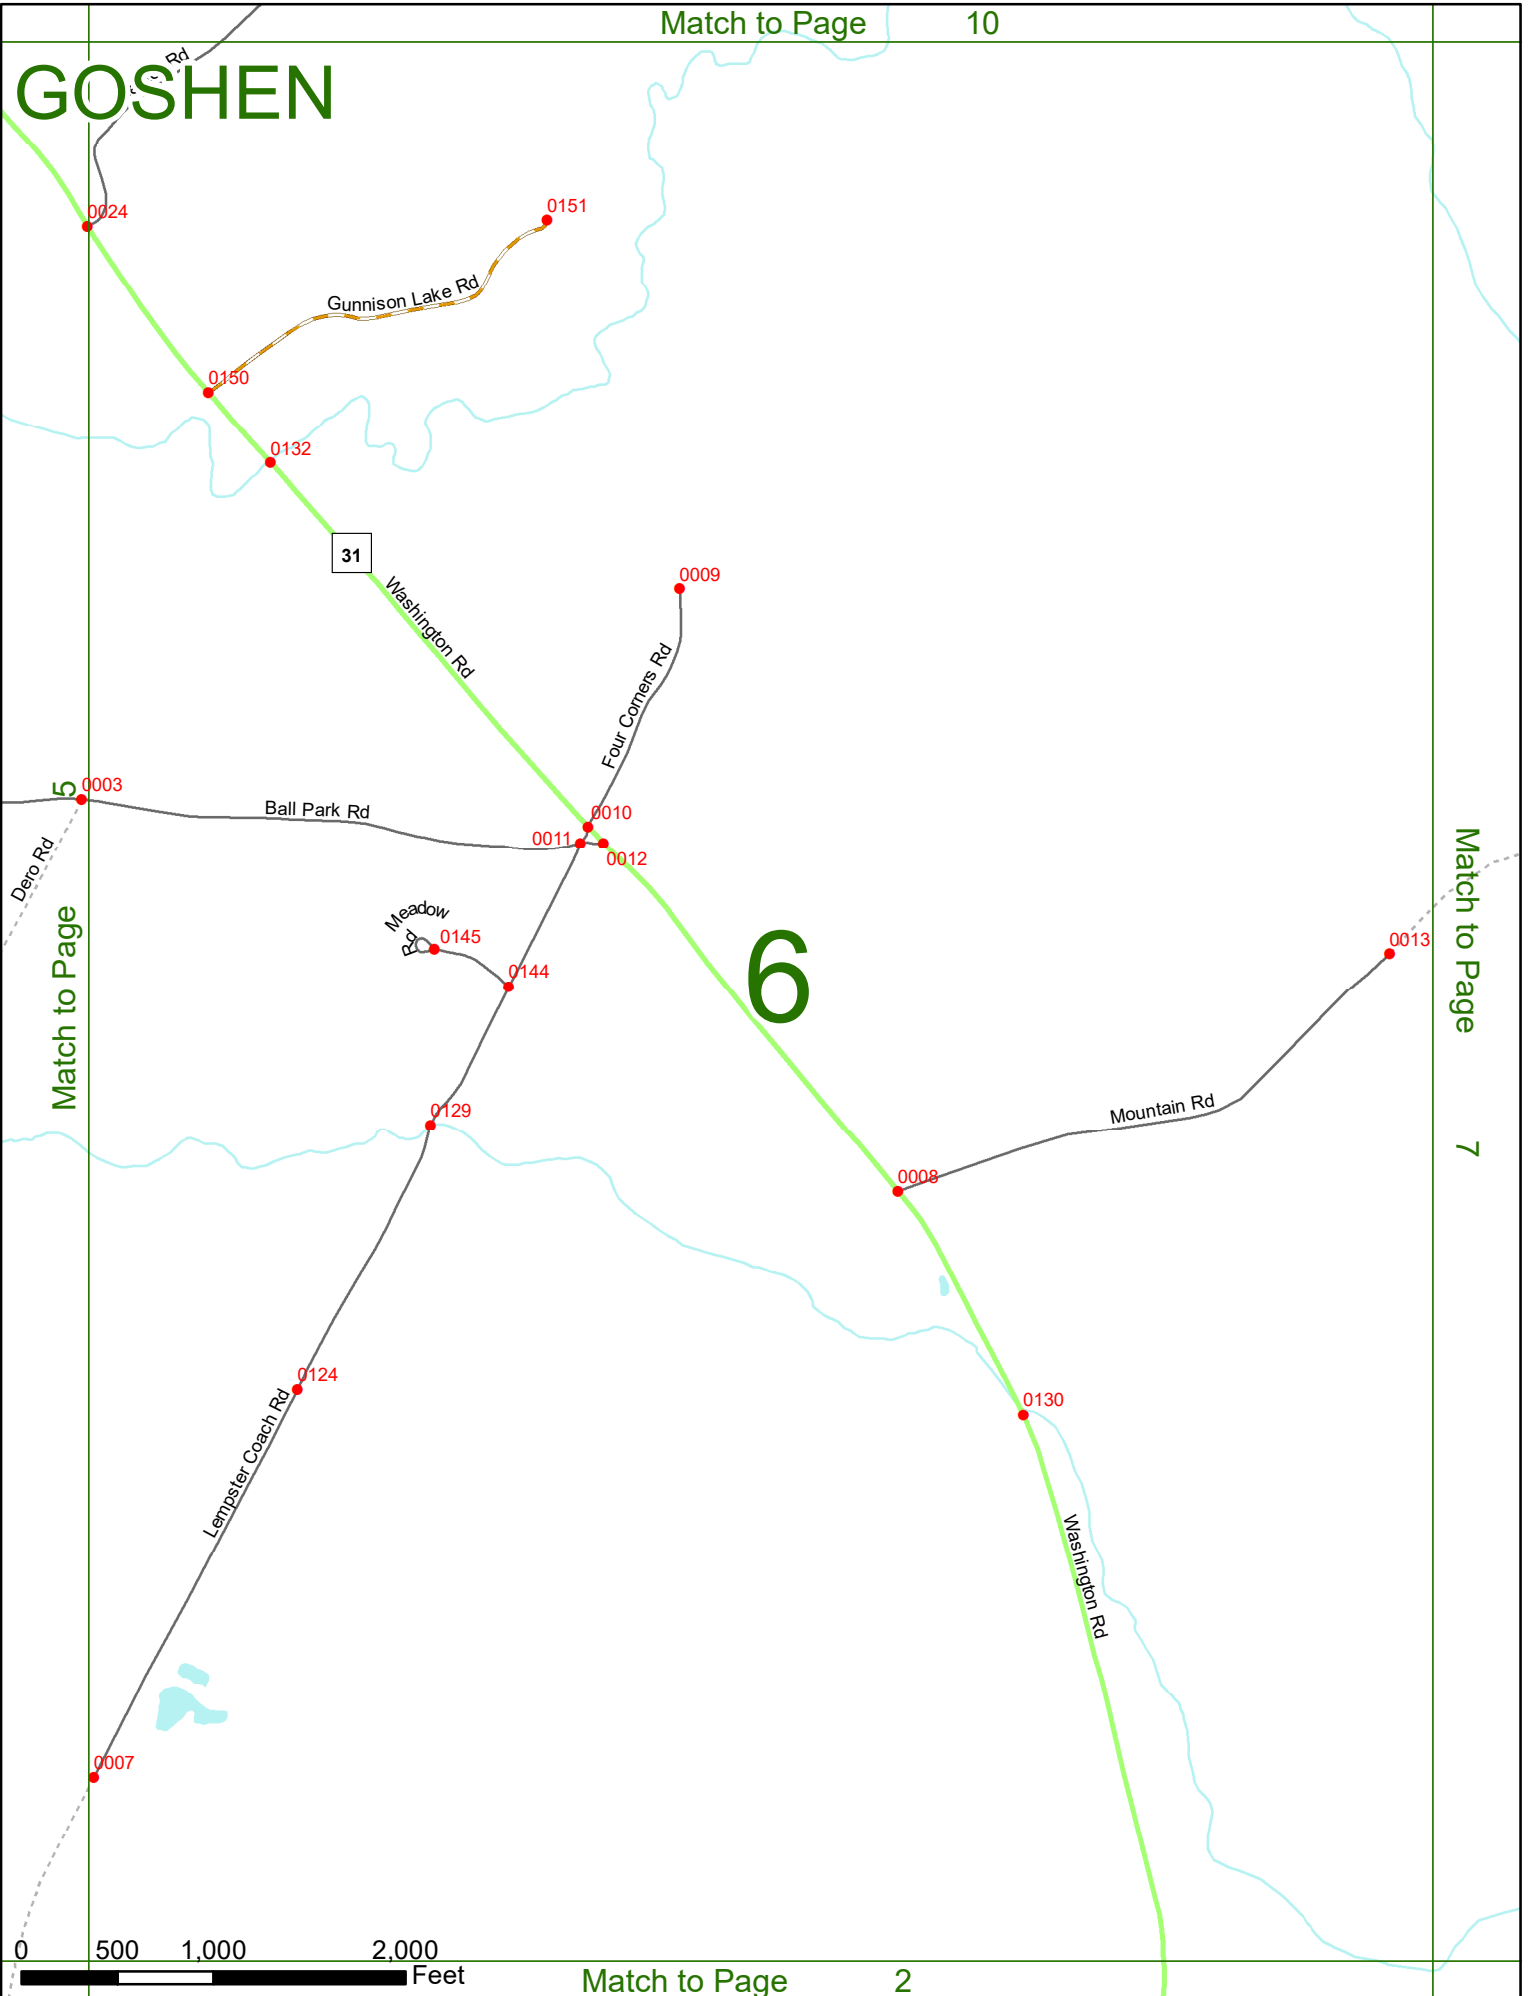 Match to Page 10
Rd
GOSHEN
0024
0151
Gunnison Lake Rd
0150
0132
31
Washington Rd
0009
Four Corners Rd
5
0003
Ball Park Rd
0010
0011
0012
Dero Rd
Match to Page
Meadow
Rd
0145
0144
6
0013
Match to Page
7
0129
Mountain Rd
0008
0124
0130
Lempster Coach Rd
Washington Rd
0007
0 500 1,000 2,000
Feet
Match to Page 2